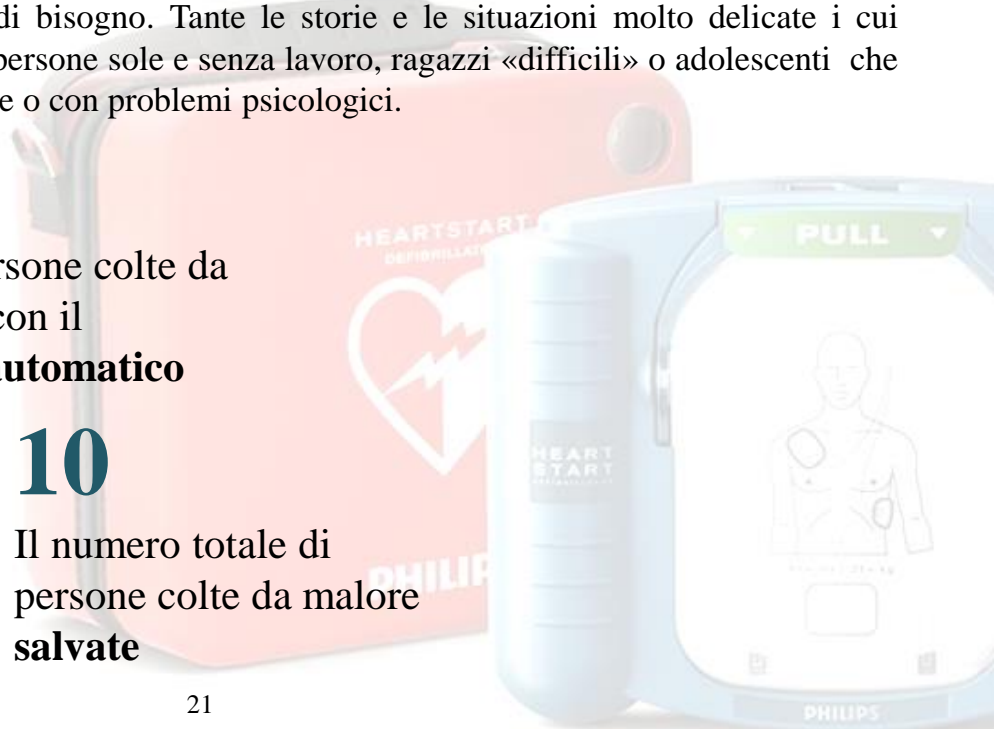 di bisogno. Tante le storie e le situazioni molto delicate i cui
persone sole e senza lavoro, ragazzi «difficili» o adolescenti che
e o con problemi psicologici.
HEARTSTART
rsone colte da
con il
automatico
10
Il numero totale di
persone colte da malore
salvate
PULL
HEART
START
PHILIPS
21